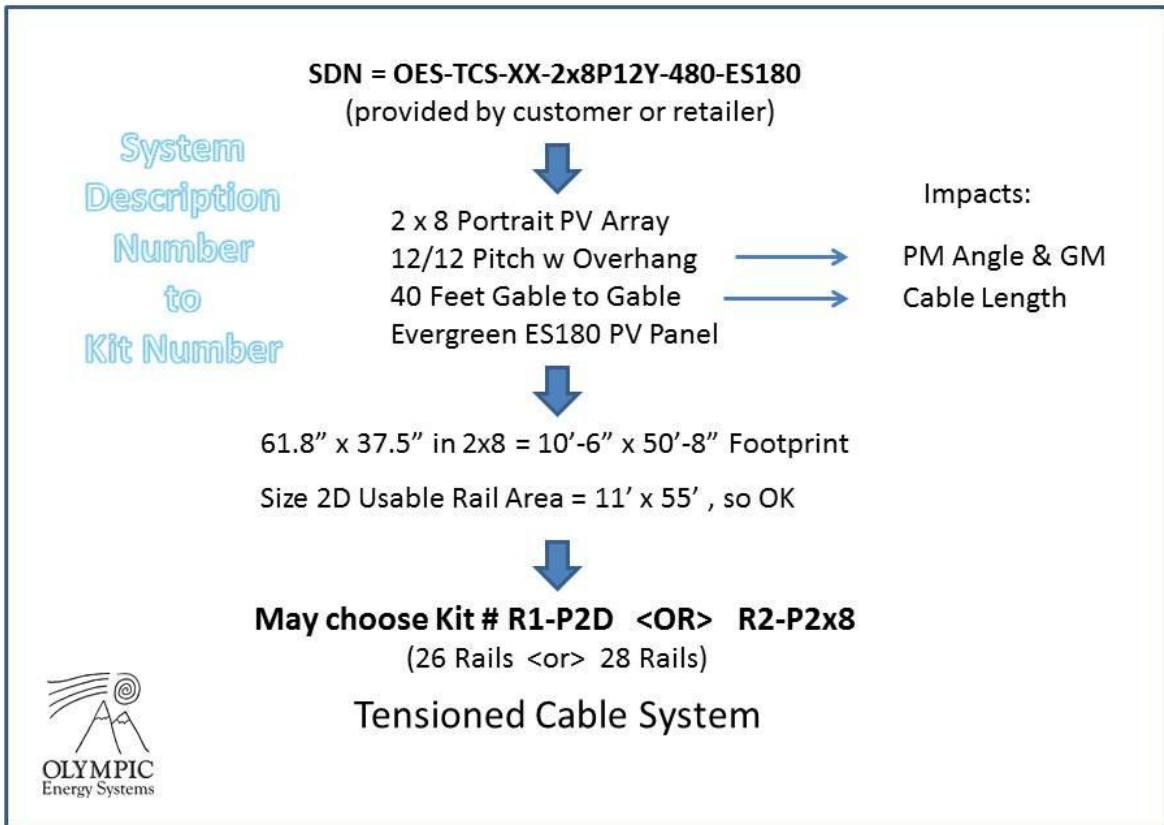 SDN = OES-TCS-XX-2x8P12Y-480-ES180
(provided by customer or retailer)
System
Description
Number
to
Kit Number
2 x 8 Portrait PV Array
12/12 Pitch w Overhang
40 Feet Gable to Gable
Evergreen ES180 PV Panel
Impacts:
PM Angle & GM
Cable Length
61.8” x 37.5” in 2x8 = 10’-6” x 50’-8” Footprint
Size 2D Usable Rail Area = 11’ x 55’ , so OK
May choose Kit # R1-P2D <OR> R2-P2x8
(26 Rails <or> 28 Rails)
Tensioned Cable System
OLYMPIC
Energy Systems